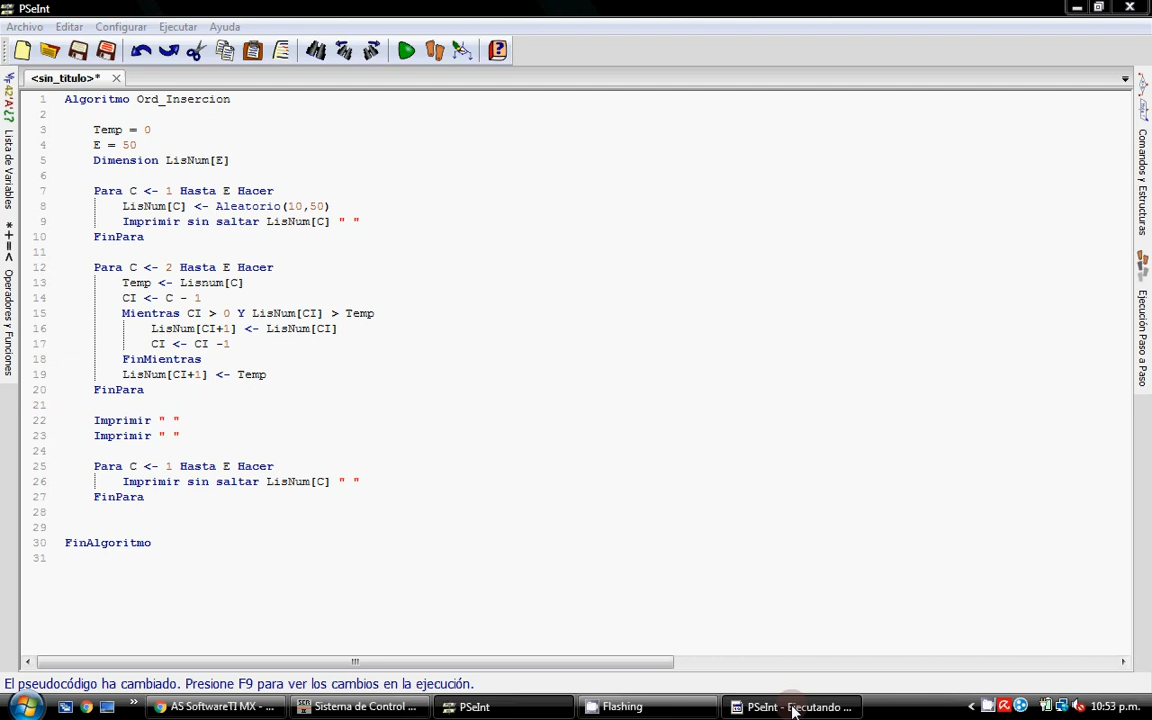 PSeInt
Archivo Editar Configurar Ejecutar Ayuda
<sin_titulo>*
1 Algoritmo Ord_Insercion
2
3 Temp = 0
4 E = 50
5 Dimension LisNum[E]
6
7 Para C <- 1 Hasta E Hacer
8 LisNum[C] <- Aleatorio(10,50)
9 Imprimir sin saltar LisNum[C] " "
10 FinPara
11
12 Para C <- 2 Hasta E Hacer
13 Temp <- Lisnum[C]
14 CI <- C - 1
15 Mientras CI > 0 Y LisNum[CI] > Temp
16 LisNum[CI+1] <- LisNum[CI]
17 CI <- CI -1
18 FinMientras
19 LisNum[CI+1] <- Temp
20 FinPara
21
22 Imprimir " "
23 Imprimir " "
24
25 Para C <- 1 Hasta E Hacer
26 Imprimir sin saltar LisNum[C] " "
27 FinPara
28
29
30 FinAlgoritmo
31
Lista de Variables
Operadores y Funciones
Comandos y Estructuras
Ejecución Paso a Paso
El pseudocódigo ha cambiado. Presione F9 para ver los cambios en la ejecución.
AS SoftwareTI MX - ... Sistema de Control ... PSeInt Flashing PSeInt - Ejecutando ... 10:53 p.m.